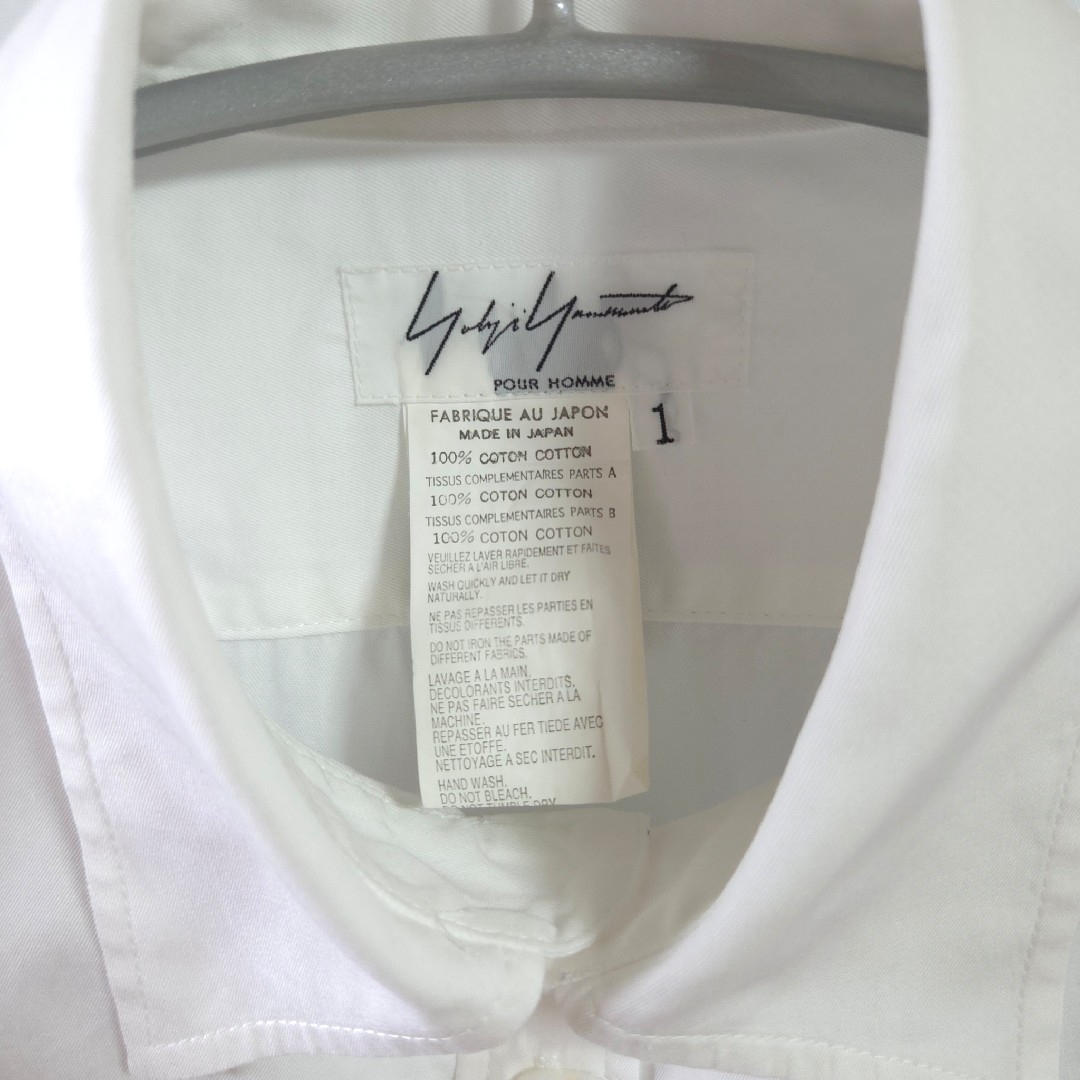 Yohji Yamamoto
POUR HOMME
1
FABRIQUE AU JAPON
MADE IN JAPAN
100% COTON COTTON
TISSUS COMPLEMENTAIRES PARTS A
100% COTON COTTON
TISSUS COMPLEMENTAIRES PARTS B
100% COTON COTTON
VEUILLEZ LAVER RAPIDEMENT ET FAITES
SECHER A L'AIR LIBRE.
WASH QUICKLY AND LET IT DRY
NATURALLY.
NE PAS REPASSER LES PARTIES EN
TISSUS DIFFERENTS.
DO NOT IRON THE PARTS MADE OF
DIFFERENT FABRICS.
LAVAGE A LA MAIN.
DECOLORANTS INTERDITS.
NE PAS FAIRE SECHER A LA
MACHINE.
REPASSER AU FER TIEDE AVEC
UNE ETOFFE.
NETTOYAGE A SEC INTERDIT.
HAND WASH.
DO NOT BLEACH.
DO NOT TUMBLE DRY